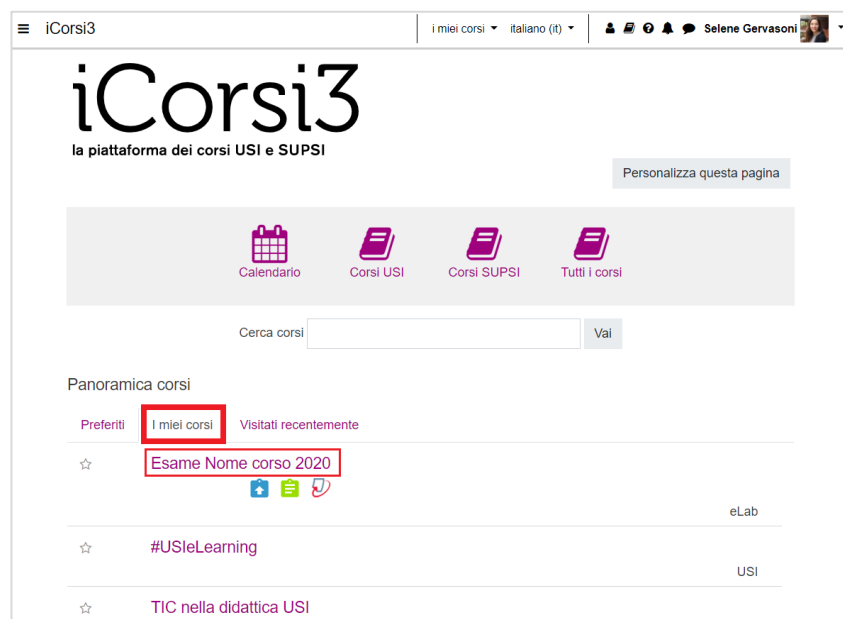 iCorsi3
i miei corsi
italiano (it)
Selene Gervasoni
iCorsi3
la piattaforma dei corsi USI e SUPSI
Personalizza questa pagina
Calendario
Corsi USI
Corsi SUPSI
Tutti i corsi
Cerca corsi
Vai
Panoramica corsi
Preferiti
I miei corsi
Visitati recentemente
Esame Nome corso 2020
eLab
#USIeLearning
USI
TIC nella didattica USI